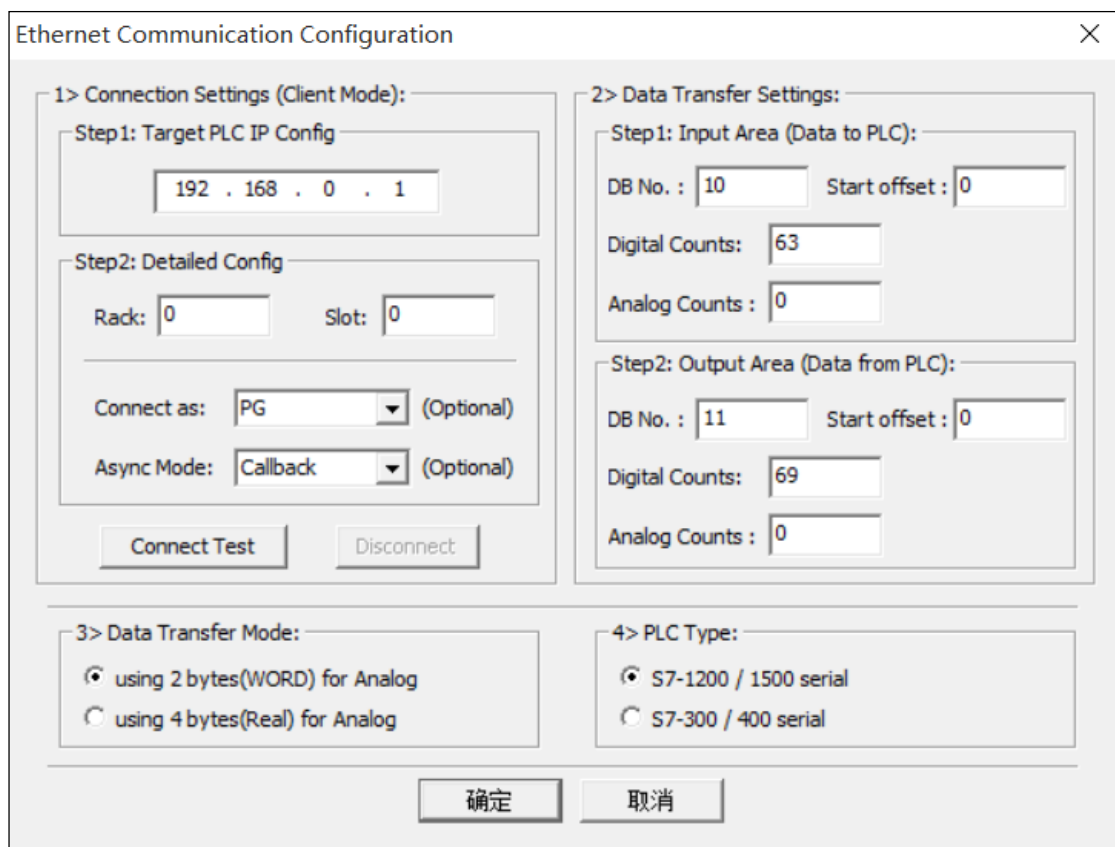 Ethernet Communication Configuration
1> Connection Settings (Client Mode):
Step1: Target PLC IP Config
192 . 168 . 0 . 1
Step2: Detailed Config
Rack: 0 Slot: 0
Connect as: PG (Optional)
Async Mode: Callback (Optional)
Connect Test Disconnect
2> Data Transfer Settings:
Step1: Input Area (Data to PLC):
DB No. : 10 Start offset : 0
Digital Counts: 63
Analog Counts : 0
Step2: Output Area (Data from PLC):
DB No. : 11 Start offset : 0
Digital Counts: 69
Analog Counts : 0
3> Data Transfer Mode:
using 2 bytes(WORD) for Analog
using 4 bytes(Real) for Analog
4> PLC Type:
S7-1200 / 1500 serial
S7-300 / 400 serial
确定 取消